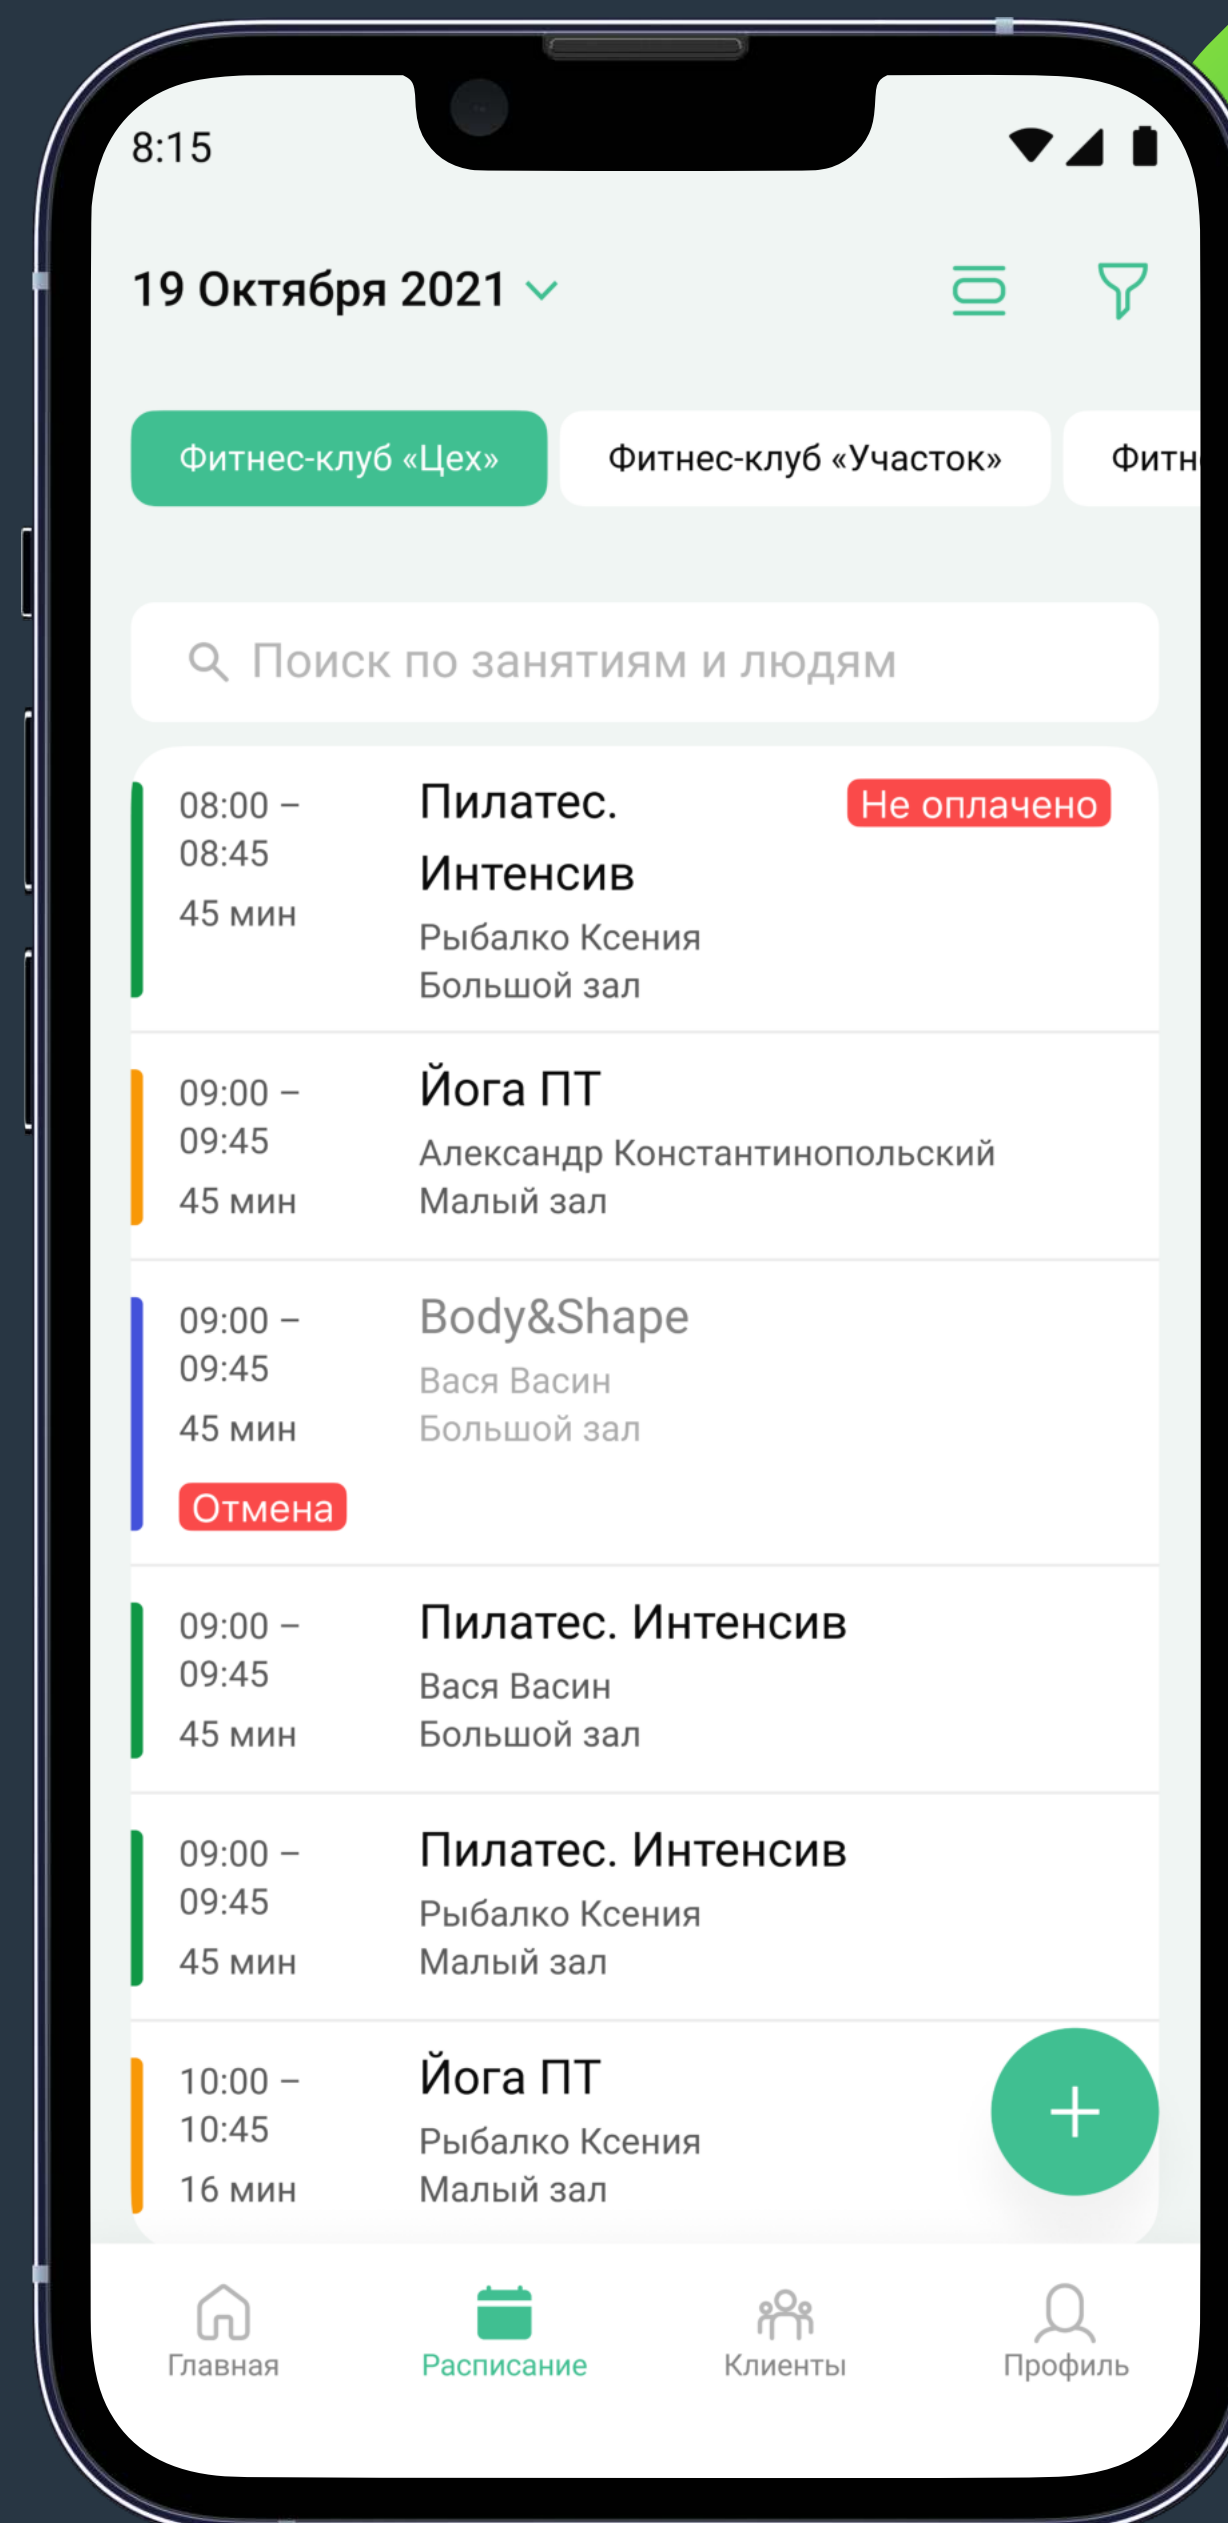 8:15
19 Октября 2021
Фитнес-клуб «Цех»
Фитнес-клуб «Участок»
08:00 –
08:45
45 мин
Пилатес.
Интенсив
Не оплачено
Рыбалко Ксения
Большой зал
09:00 –
09:45
45 мин
Йога ПТ
Александр Константинопольский
Малый зал
09:00 –
09:45
45 мин
Отмена
Body&Shape
Вася Васин
Большой зал
09:00 –
09:45
45 мин
Пилатес. Интенсив
Вася Васин
Большой зал
09:00 –
09:45
45 мин
Пилатес. Интенсив
Рыбалко Ксения
Малый зал
10:00 –
10:45
16 мин
Йога ПТ
Рыбалко Ксения
Малый зал
Поиск по занятиям и людям
Главная
Расписание
Клиенты
Профиль